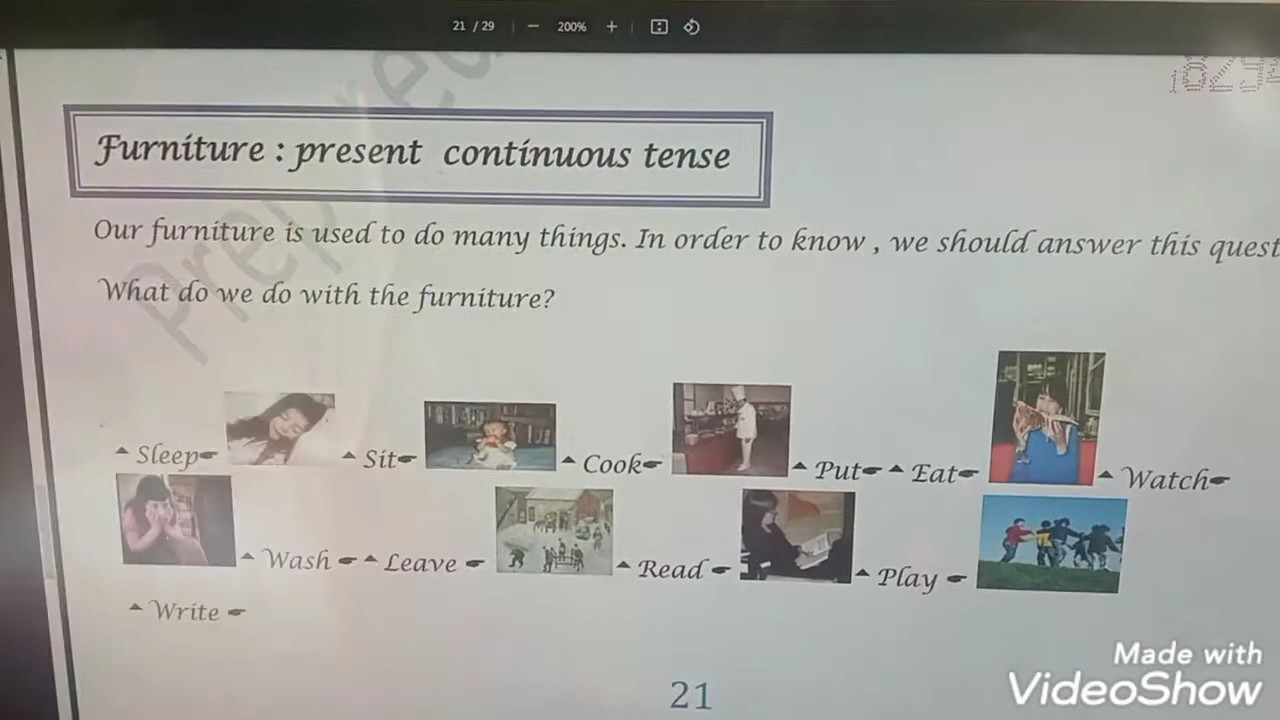 21 / 29 — 200% +
Furniture : present continuous tense
Our furniture is used to do many things. In order to know , we should answer this quest
What do we do with the furniture?
Sleep Sit Cook Put Eat Watch
Wash Leave Read Play
Write
21
Made with
VideoShow